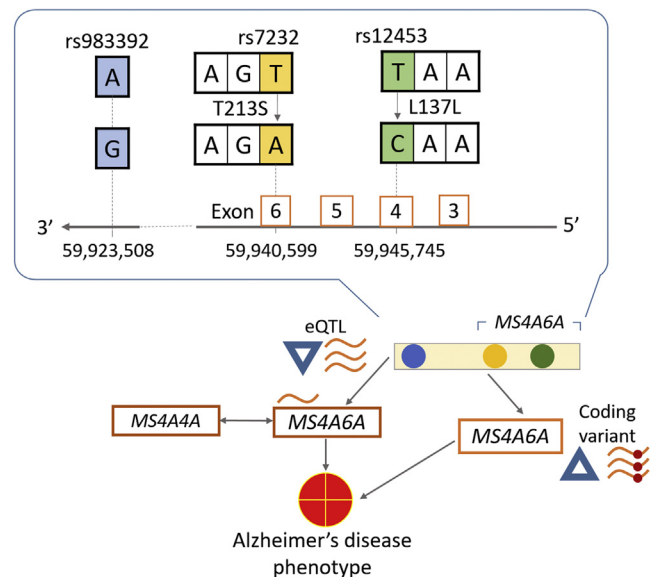 rs983392
rs7232
rs12453
A
A G T
T A A
T213S
L137L
G
A G A
C A A
Exon 6 5 4 3
3’
5’
59,923,508
59,940,599
59,945,745
eQTL
MS4A6A
MS4A4A
MS4A6A
MS4A6A
Coding
variant
Alzheimer’s disease
phenotype